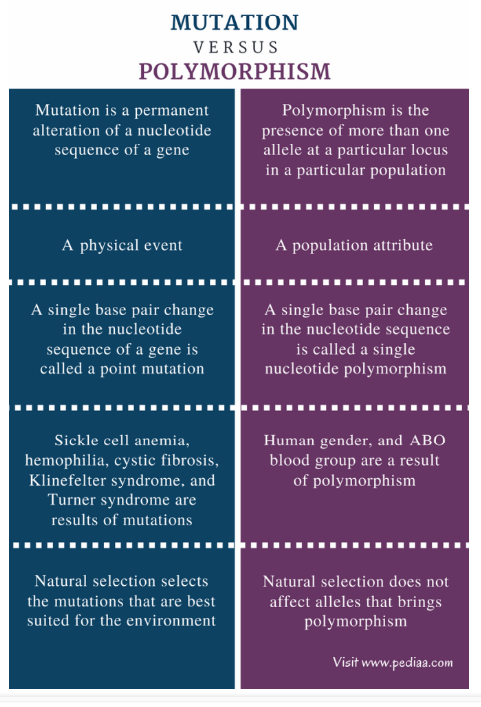 MUTATION
VERSUS
POLYMORPHISM
Mutation is a permanent
alteration of a nucleotide
sequence of a gene
Polymorphism is the
presence of more than one
allele at a particular locus
in a particular population
A physical event
A population attribute
A single base pair change
in the nucleotide
sequence of a gene is
called a point mutation
A single base pair change
in the nucleotide sequence
is called a single
nucleotide polymorphism
Sickle cell anemia,
hemophilia, cystic fibrosis,
Klinefelter syndrome, and
Turner syndrome are
results of mutations
Human gender, and ABO
blood group are a result
of polymorphism
Natural selection selects
the mutations that are best
suited for the environment
Natural selection does not
affect alleles that brings
polymorphism
Visit www.pediaa.com